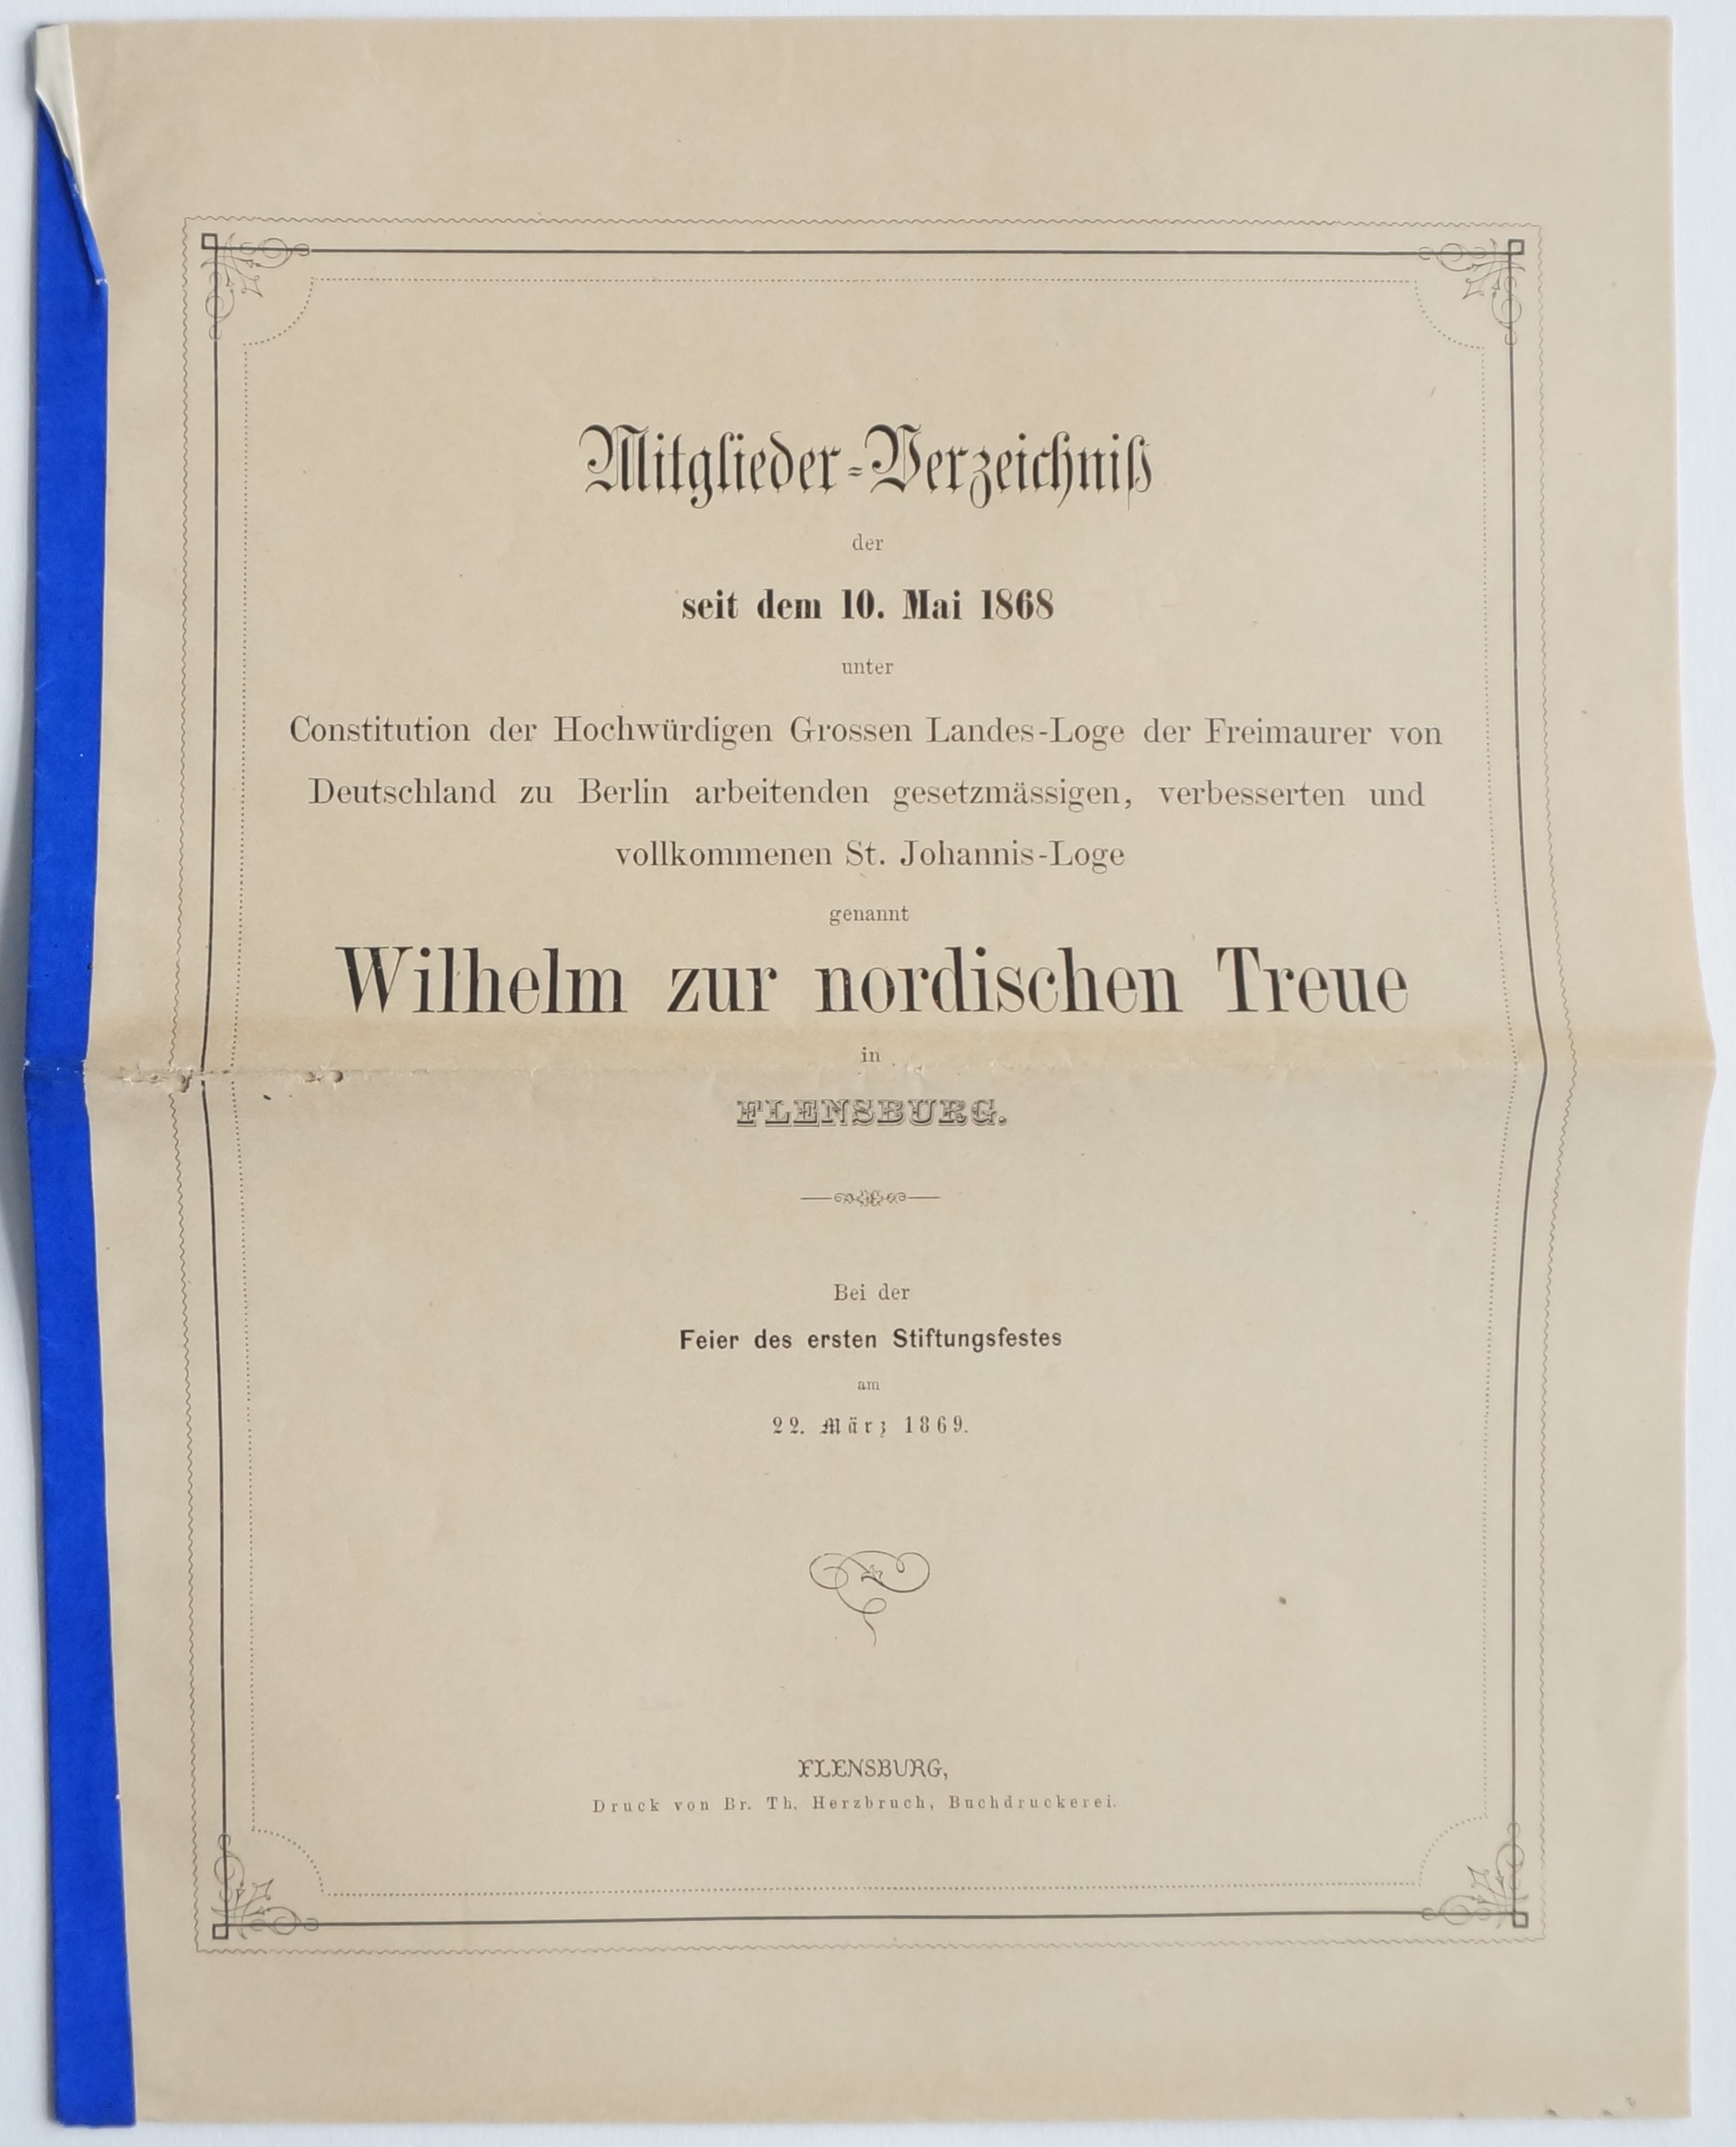 Mitglieder-Verzeichniß
der
seit dem 10. Mai 1868
unter
Constitution der Hochwürdigen Grossen Landes-Loge der Freimaurer von
Deutschland zu Berlin arbeitenden gesetzmässigen, verbesserten und
vollkommenen St. Johannis-Loge
genannt
Wilhelm zur nordischen Treue
in
FLENSBURG.
Bei der
Feier des ersten Stiftungsfestes
am
22. März 1869.
FLENSBURG,
Druck von Br. Th. Herzbruch, Buchdruckerei.